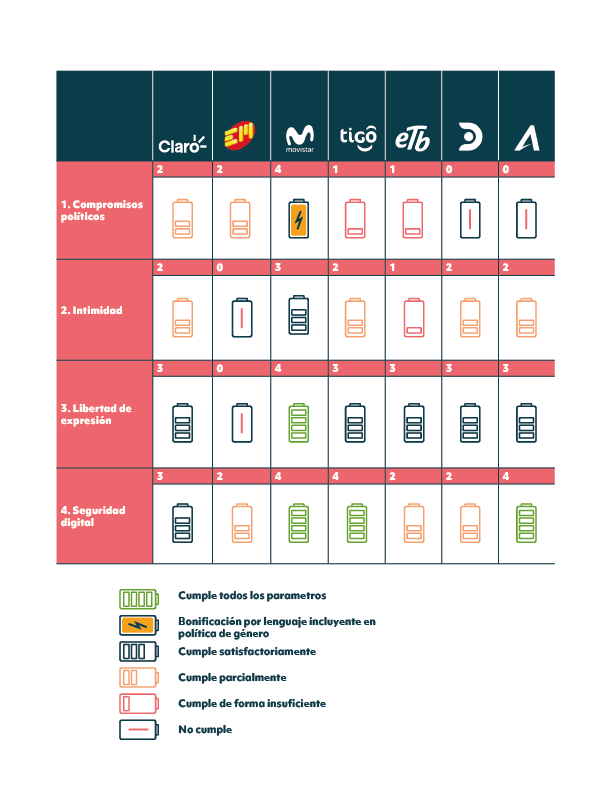 Claro
EM
movistar
tigo
eTb
2 2 4 1 1 0 0
1. Compromisos
políticos
2 0 3 2 1 2 2
2. Intimidad
3 0 4 3 3 3 3
3. Libertad de
expresión
3 2 4 4 2 2 4
4. Seguridad
digital
Cumple todos los parametros
Bonificación por lenguaje incluyente en
política de género
Cumple satisfactoriamente
Cumple parcialmente
Cumple de forma insuficiente
No cumple